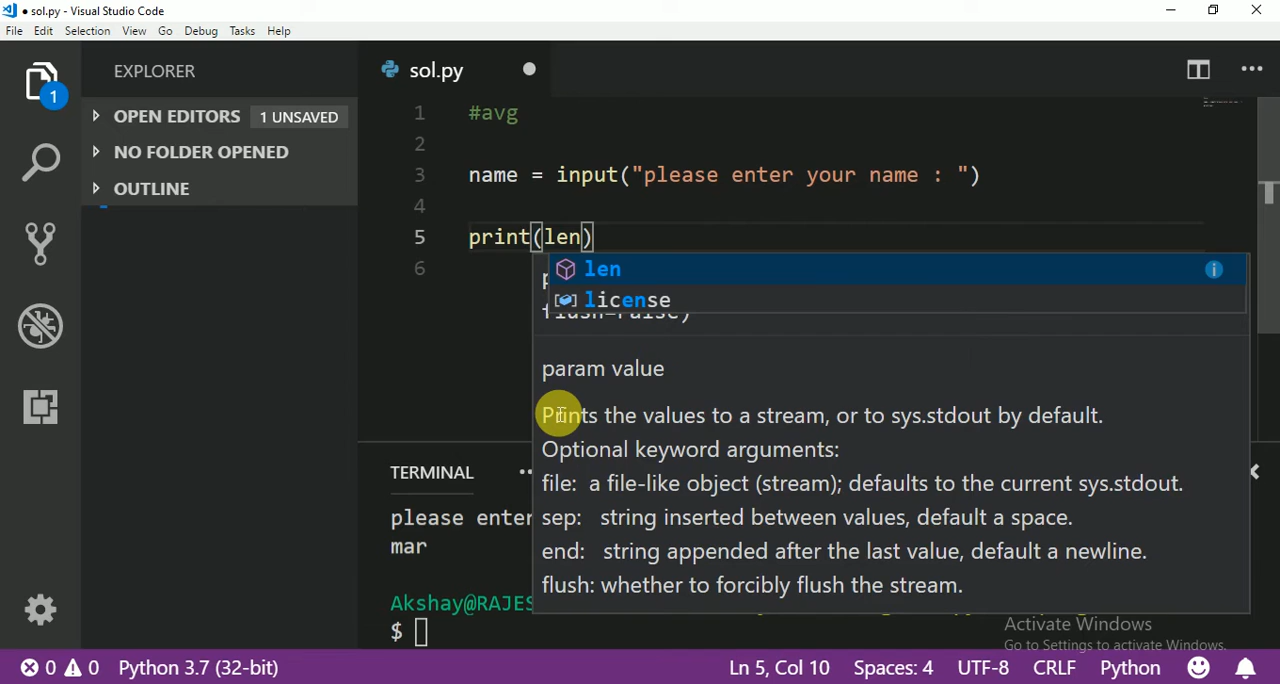 ● sol.py - Visual Studio Code
File Edit Selection View Go Debug Tasks Help
EXPLORER
sol.py
1
OPEN EDITORS 1 UNSAVED
NO FOLDER OPENED
OUTLINE
1 #avg
2
3 name = input("please enter your name : ")
4
5 print(len)
6
len
license
flush=False)
param value
Prints the values to a stream, or to sys.stdout by default.
Optional keyword arguments:
file: a file-like object (stream); defaults to the current sys.stdout.
sep: string inserted between values, default a space.
end: string appended after the last value, default a newline.
flush: whether to forcibly flush the stream.
TERMINAL
please enter
mar
Akshay@RAJES
$
Activate Windows
Go to Settings to activate Windows.
0 0 Python 3.7 (32-bit) Ln 5, Col 10 Spaces: 4 UTF-8 CRLF Python